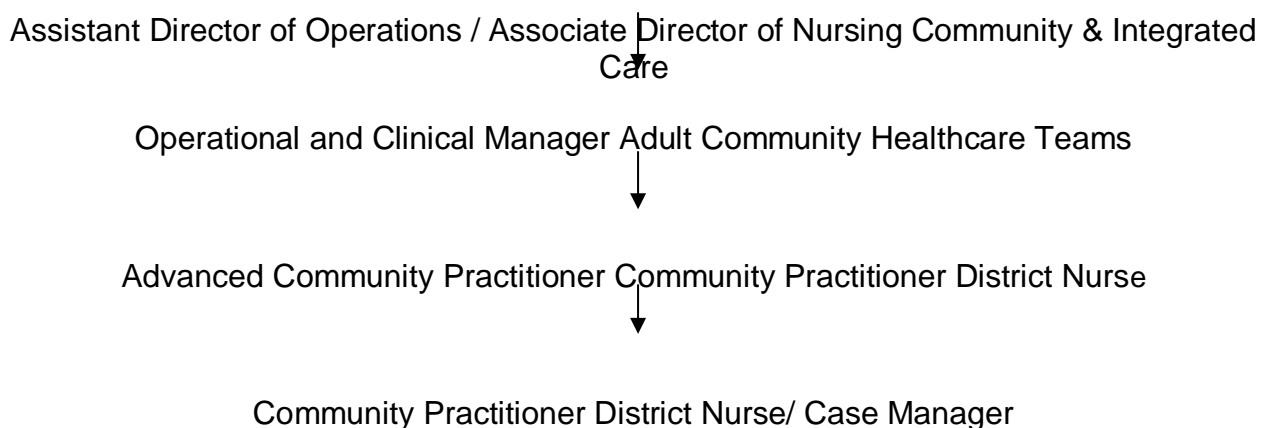 Assistant Director of Operations / Associate Director of Nursing Community & Integrated
Care
Operational and Clinical Manager Adult Community Healthcare Teams
Advanced Community Practitioner Community Practitioner District Nurse
Community Practitioner District Nurse/ Case Manager